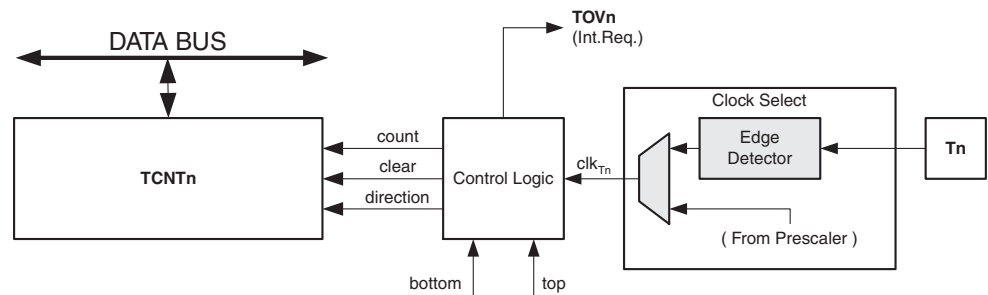 DATA BUS
TOVn
(Int.Req.)
Clock Select
TCNTn
count
clear
direction
Control Logic
clkTn
Edge
Detector
Tn
( From Prescaler )
bottom
top